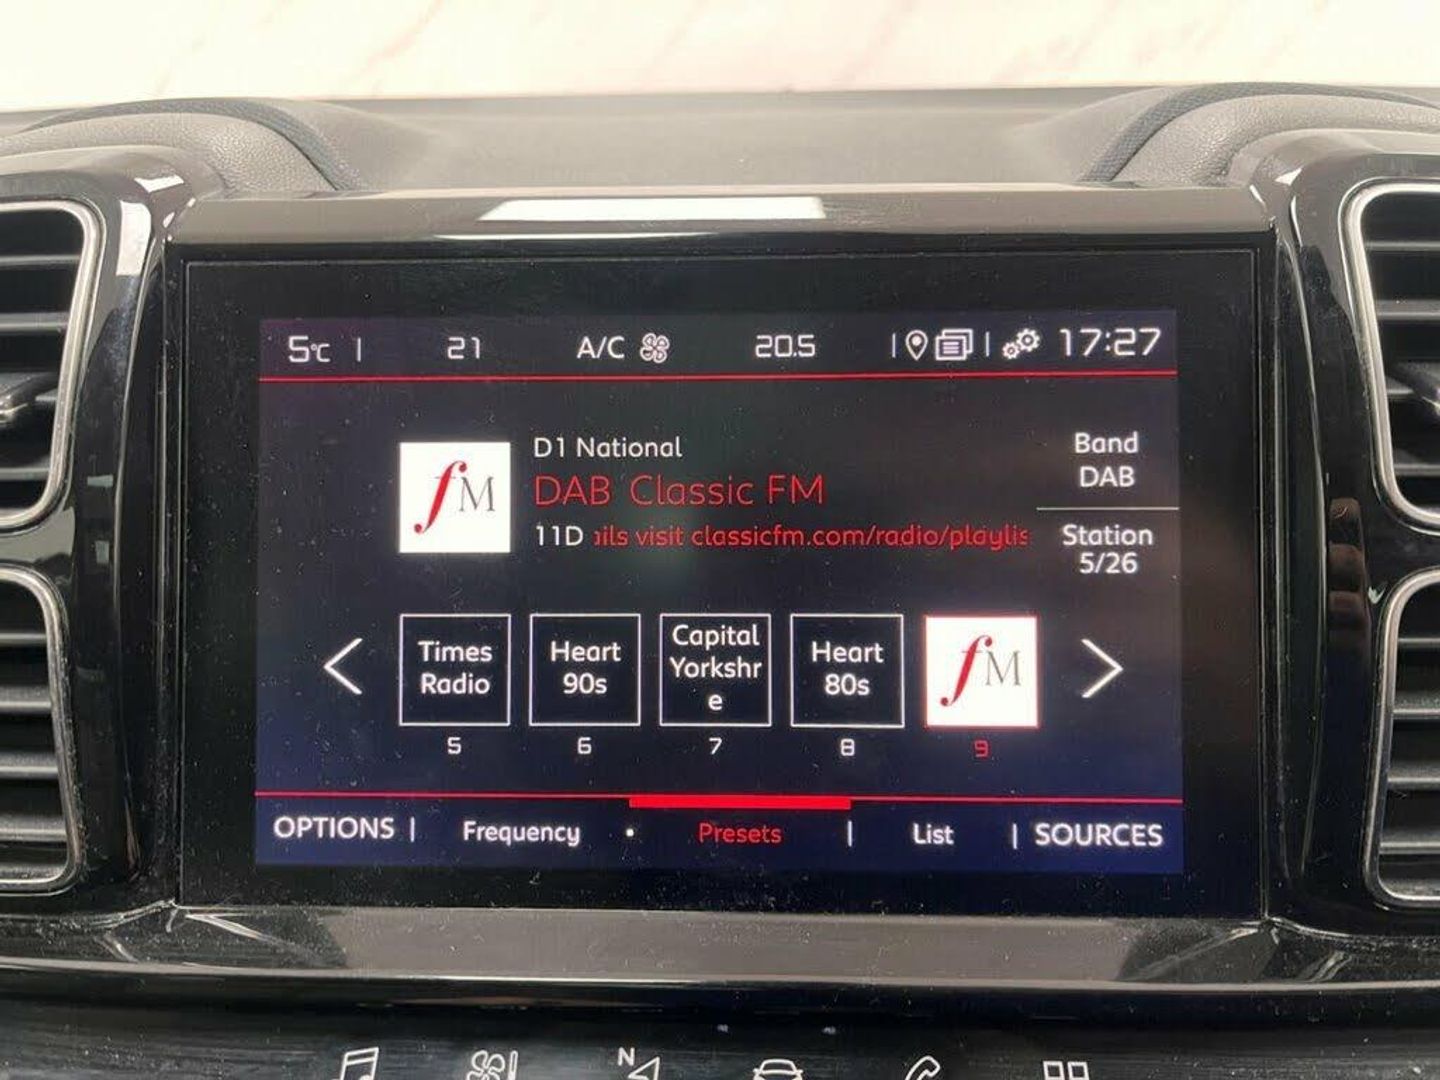 5°C | 21 A/C 20.5 | | 17:27
D1 National
fM
DAB Classic FM
11D ails visit classicfm.com/radio/playlis
Band
DAB
Station
5/26
Times
Radio
Heart
90s
Capital
Yorkshr
e
Heart
80s
fM
5 6 7 8 9
OPTIONS | Frequency • Presets | List | SOURCES
N